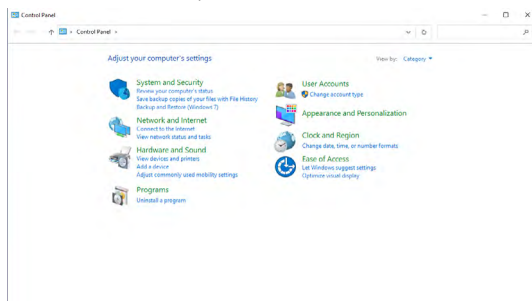 Control Panel
Control Panel
Adjust your computer's settings
View by: Category
System and Security
Review your computer's status
Save backup copies of your files with File History
Backup and Restore (Windows 7)
Network and Internet
Connect to the Internet
View network status and tasks
Hardware and Sound
View devices and printers
Add a device
Adjust commonly used mobility settings
Programs
Uninstall a program
User Accounts
Change account type
Appearance and Personalization
Clock and Region
Change date, time, or number formats
Ease of Access
Let Windows suggest settings
Optimize visual display